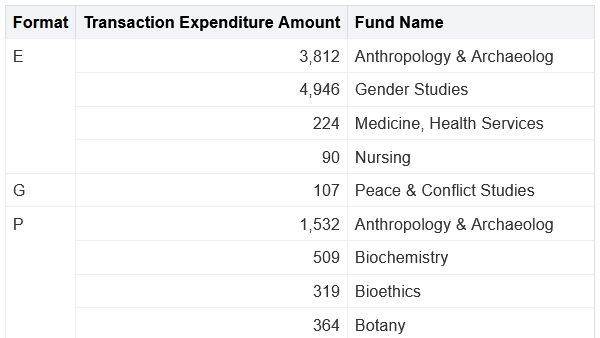 Format Transaction Expenditure Amount Fund Name
E 3,812 Anthropology & Archaeolog
4,946 Gender Studies
224 Medicine, Health Services
90 Nursing
G 107 Peace & Conflict Studies
P 1,532 Anthropology & Archaeolog
509 Biochemistry
319 Bioethics
364 Botany